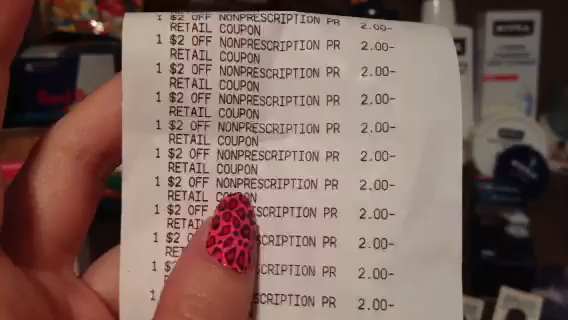 1 $2 OFF NONPRESCRIPTION PR 2.00-
RETAIL COUPON
1 $2 OFF NONPRESCRIPTION PR 2.00-
RETAIL COUPON
1 $2 OFF NONPRESCRIPTION PR 2.00-
RETAIL COUPON
1 $2 OFF NONPRESCRIPTION PR 2.00-
RETAIL COUPON
1 $2 OFF NONPRESCRIPTION PR 2.00-
RETAIL COUPON
1 $2 OFF NONPRESCRIPTION PR 2.00-
RETAIL COUPON
1 $2 OFF NONPRESCRIPTION PR 2.00-
RETAIL COUPON
1 $2 OFF SCRIPTION PR 2.00-
RETAI
1 $2 O SCRIPTION PR 2.00-
RE
1 $ SCRIPTION PR 2.00-
RE
1 SCRIPTION PR 2.00-
NIVEA